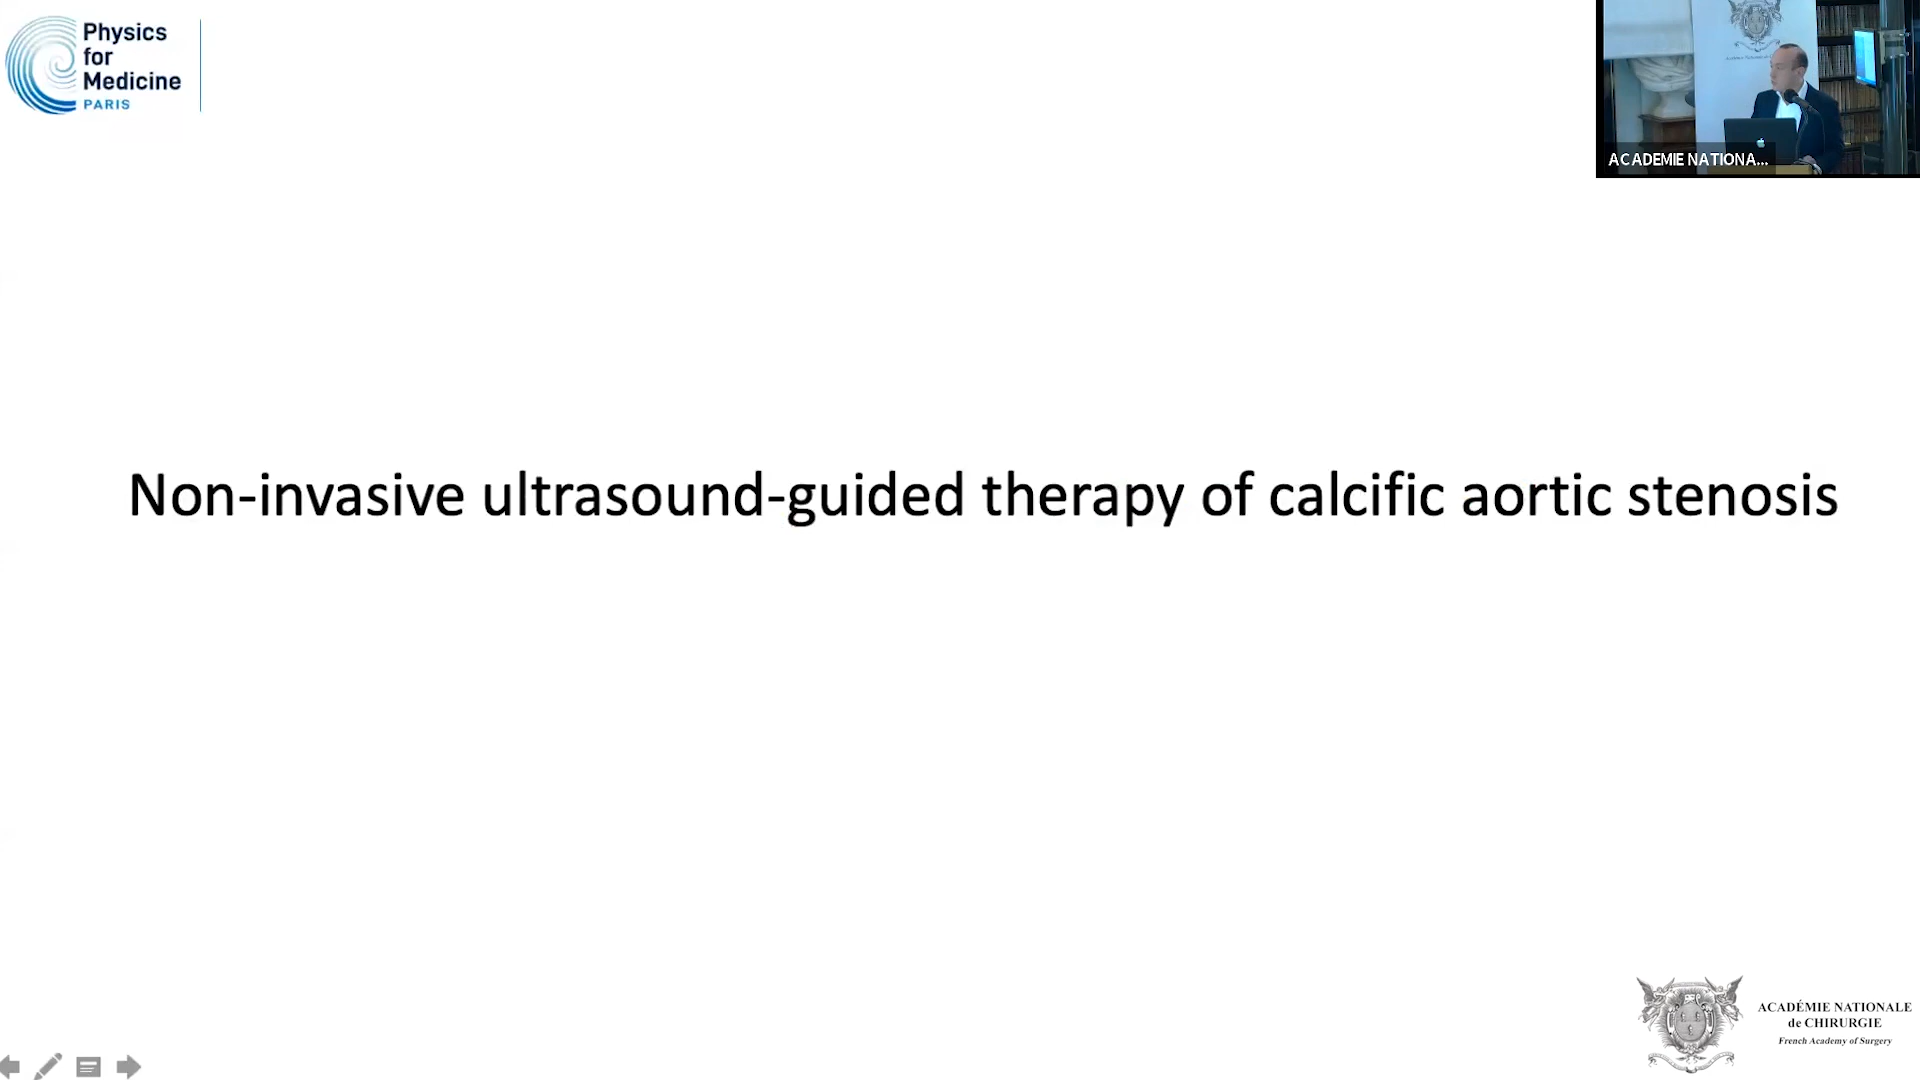 Physics
for
Medicine
PARIS
ACADEMIE NATIONA...
Non-invasive ultrasound-guided therapy of calcific aortic stenosis
ACADÉMIE NATIONALE
de CHIRURGIE
French Academy of Surgery